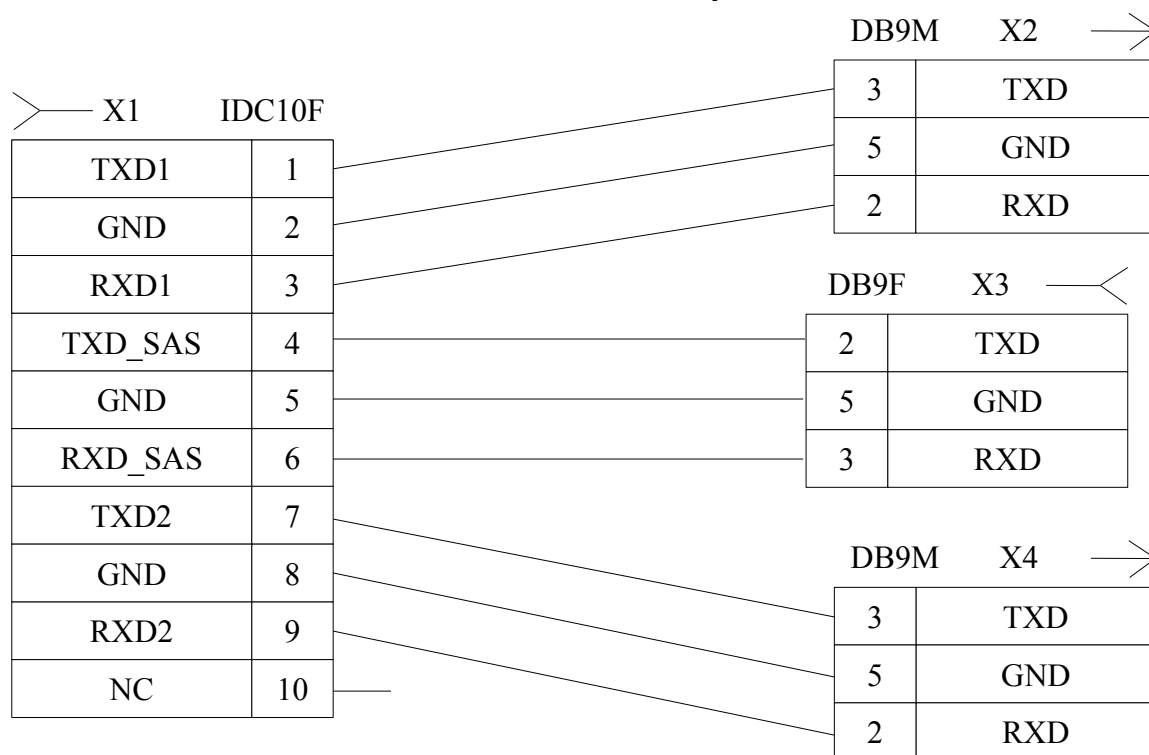 X1 IDC10F
TXD1 1
GND 2
RXD1 3
TXD_SAS 4
GND 5
RXD_SAS 6
TXD2 7
GND 8
RXD2 9
NC 10
DB9M X2
3 TXD
5 GND
2 RXD
DB9F X3
2 TXD
5 GND
3 RXD
DB9M X4
3 TXD
5 GND
2 RXD